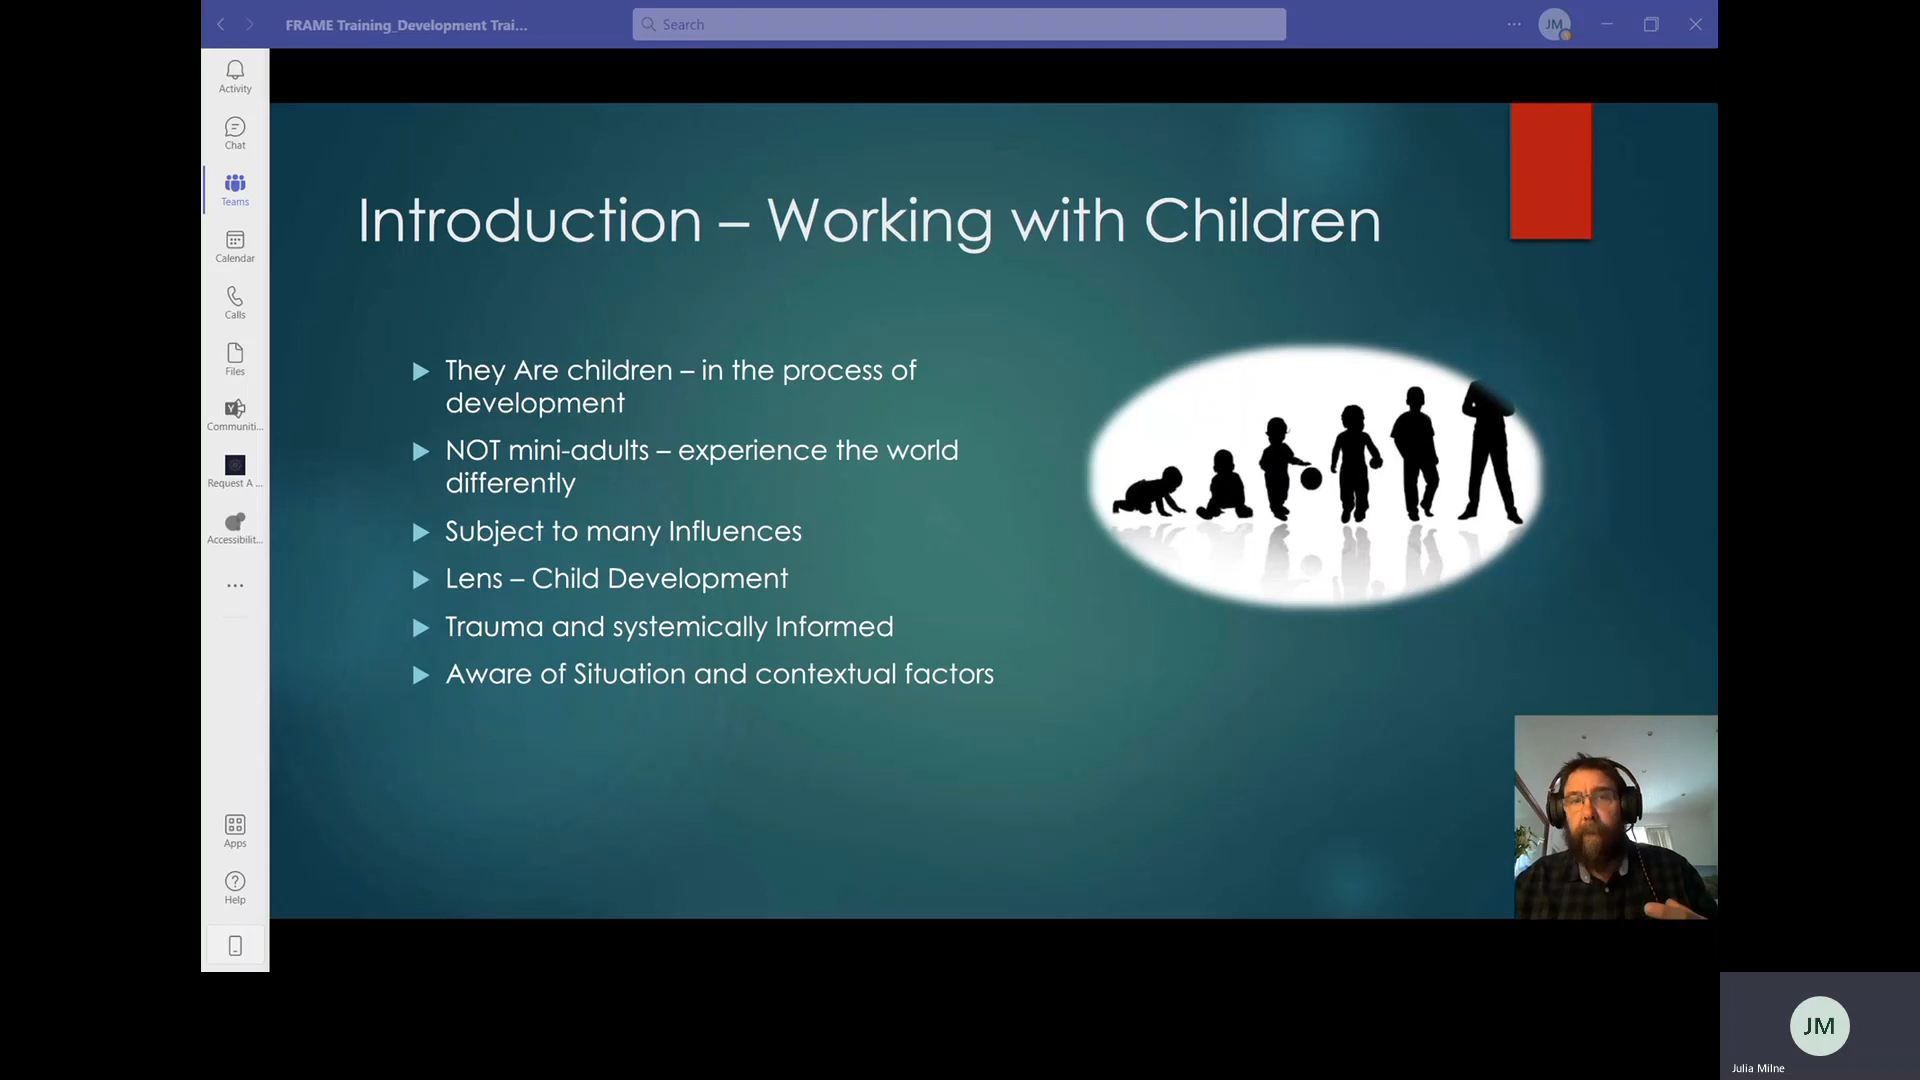 FRAME Training_Development Trai...
Search
JM
Activity
Chat
Teams
Calendar
Calls
Files
Communiti...
Request A ...
Accessibilit...
Apps
Help
Introduction – Working with Children
They Are children – in the process of
development
NOT mini-adults – experience the world
differently
Subject to many Influences
Lens – Child Development
Trauma and systemically Informed
Aware of Situation and contextual factors
JM
Julia Milne